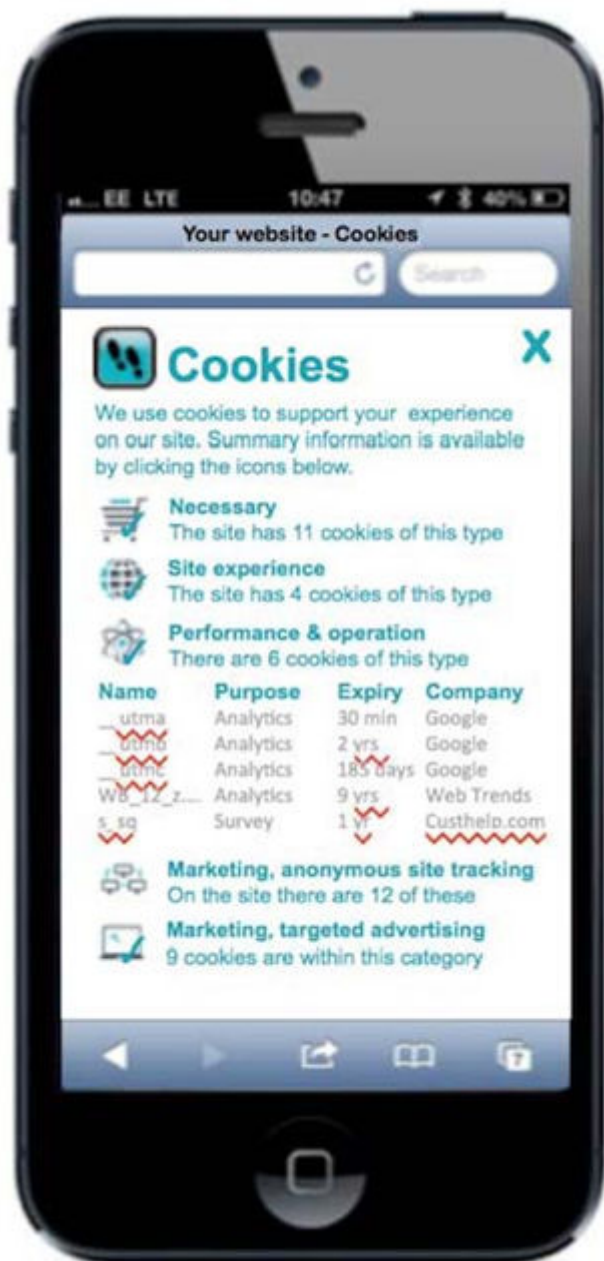 EE LTE 10:47 40%
Your website - Cookies
Search
Cookies X
We use cookies to support your experience
on our site. Summary information is available
by clicking the icons below.
Necessary
The site has 11 cookies of this type
Site experience
The site has 4 cookies of this type
Performance & operation
There are 6 cookies of this type
Name Purpose Expiry Company
__utma Analytics 30 min Google
__utmb Analytics 2 yrs Google
__utmc Analytics 185 days Google
WB_12_z.... Analytics 9 yrs Web Trends
s_sq Survey 1 yr Custhelp.com
Marketing, anonymous site tracking
On the site there are 12 of these
Marketing, targeted advertising
9 cookies are within this category
7